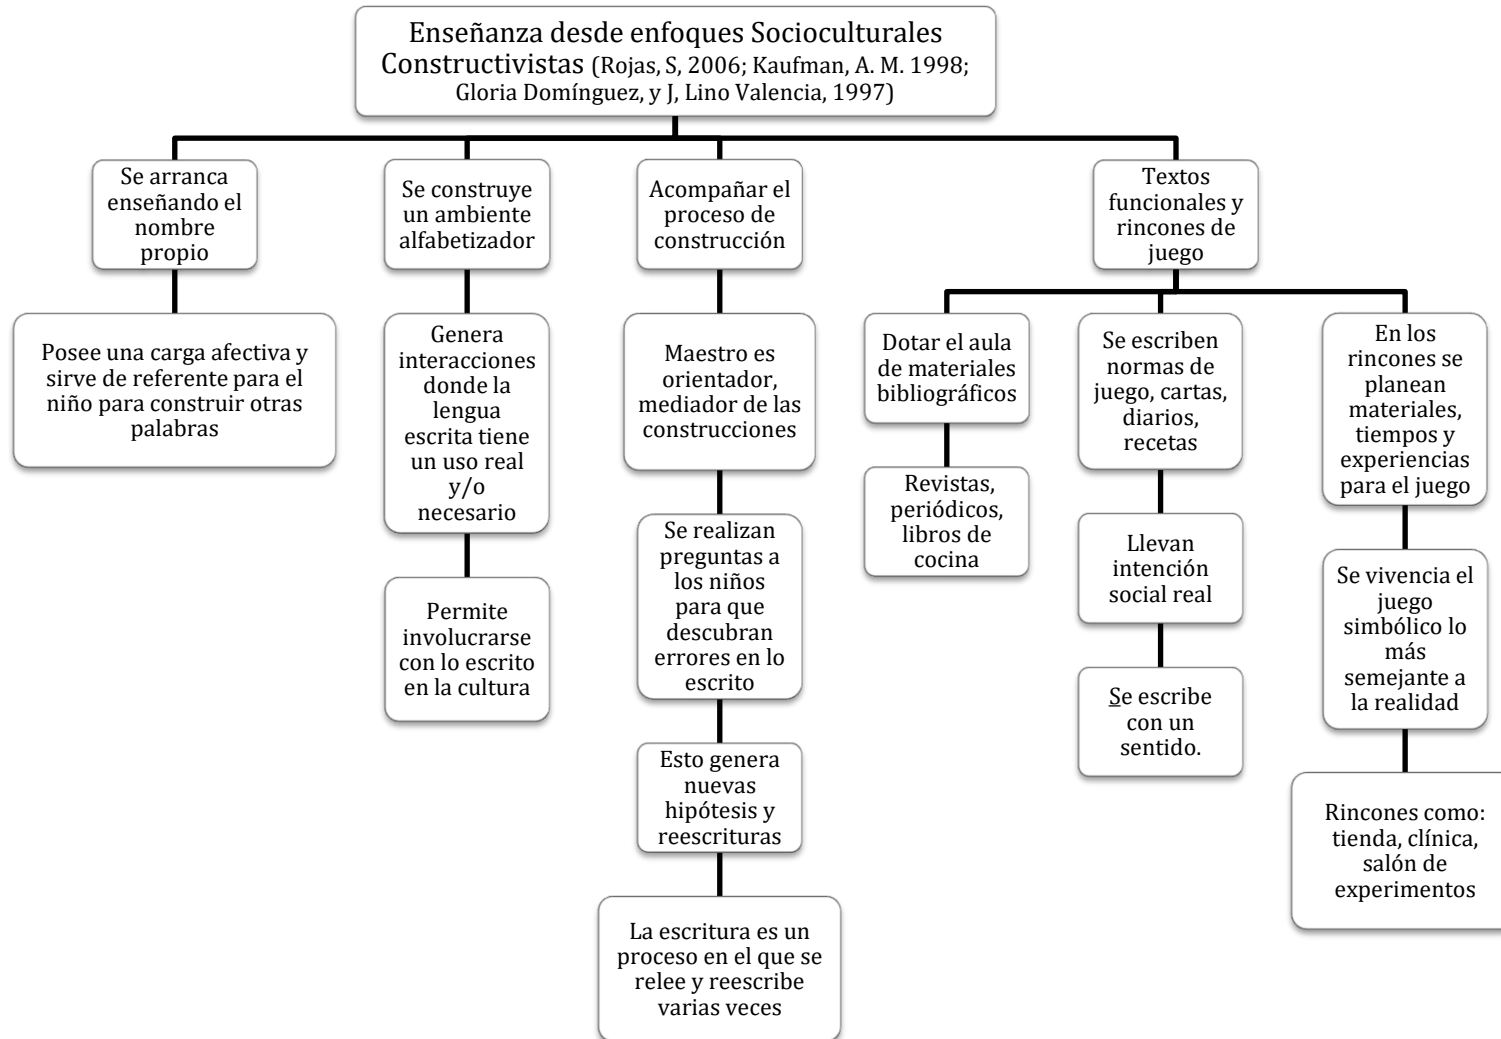 Enseñanza desde enfoques Socioculturales
Constructivistas (Rojas, S, 2006; Kaufman, A. M. 1998;
Gloria Domínguez, y J, Lino Valencia, 1997)
Se arranca
enseñando el
nombre
propio
Posee una carga afectiva y
sirve de referente para el
niño para construir otras
palabras
Se construye
un ambiente
alfabetizador
Genera
interacciones
donde la
lengua
escrita tiene
un uso real
y/o
necesario
Permite
involucrarse
con lo escrito
en la cultura
Acompañar el
proceso de
construcción
Maestro es
orientador,
mediador de las
construcciones
Se realizan
preguntas a
los niños
para que
descubran
errores en lo
escrito
Esto genera
nuevas
hipótesis y
reescrituras
La escritura es un
proceso en el que se
relee y reescribe
varias veces
Textos
funcionales y
rincones de
juego
Dotar el aula
de materiales
bibliográficos
Revistas,
periódicos,
libros de
cocina
Se escriben
normas de
juego, cartas,
diarios,
recetas
Llevan
intención
social real
Se escribe
con un
sentido.
En los
rincones se
planean
materiales,
tiempos y
experiencias
para el juego
Se vivencia el
juego
simbólico lo
más
semejante a
la realidad
Rincones como:
tienda, clínica,
salón de
experimentos